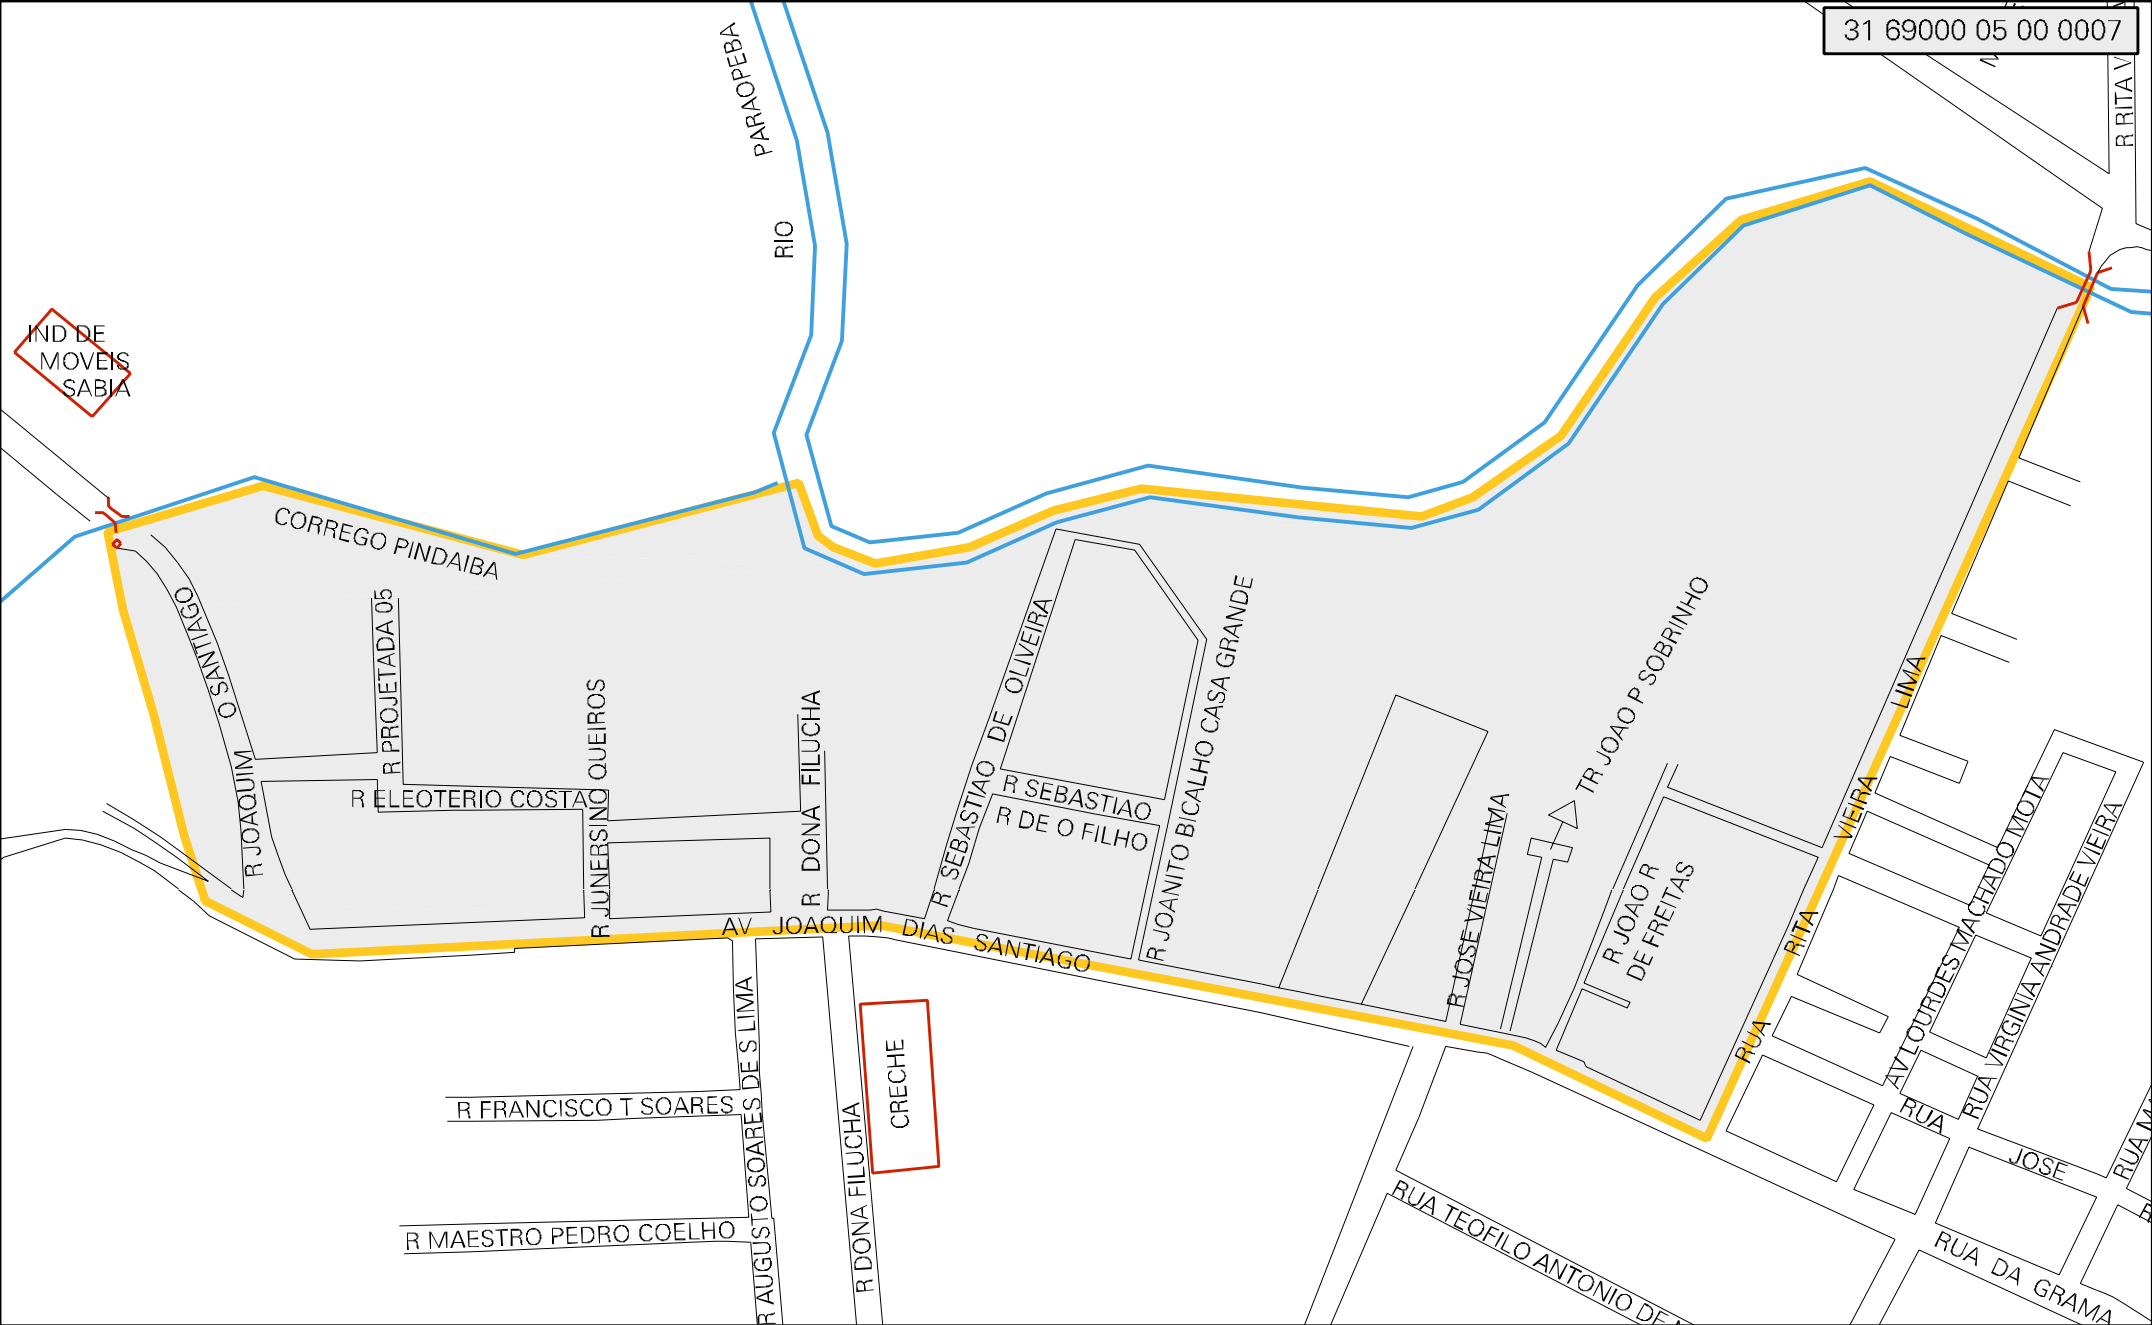 31 69000 05 00 0007
R RITA V
PARAOPEBA
RIO
IND DE
MOVEIS
SABIA
CORREGO PINDAIBA
R JOAQUIM O SANTIAGO
R PROJETADA 05
R ELEOTERIO COSTA
R JUNERSINO QUEIROS
R DONA FILUCHA
R SEBASTIAO DE OLIVEIRA
R SEBASTIAO
R DE O FILHO
R JOANITO BICALHO CASA GRANDE
R JOSE VIEIRA LIMA
TR JOAO P SOBRINHO
R JOAO R
DE FREITAS
RUA RITA VIEIRA LIMA
AV JOAQUIM DIAS SANTIAGO
AV LOURDES MACHADO MOTA
RUA VIRGINIA ANDRADE VIEIRA
R AUGUSTO SOARES DE S LIMA
R DONA FILUCHA
CRECHE
R FRANCISCO T SOARES
R MAESTRO PEDRO COELHO
RUA TEOFILO ANTONIO DE
RUA JOSE
RUA DA GRAMA
RUA M
R